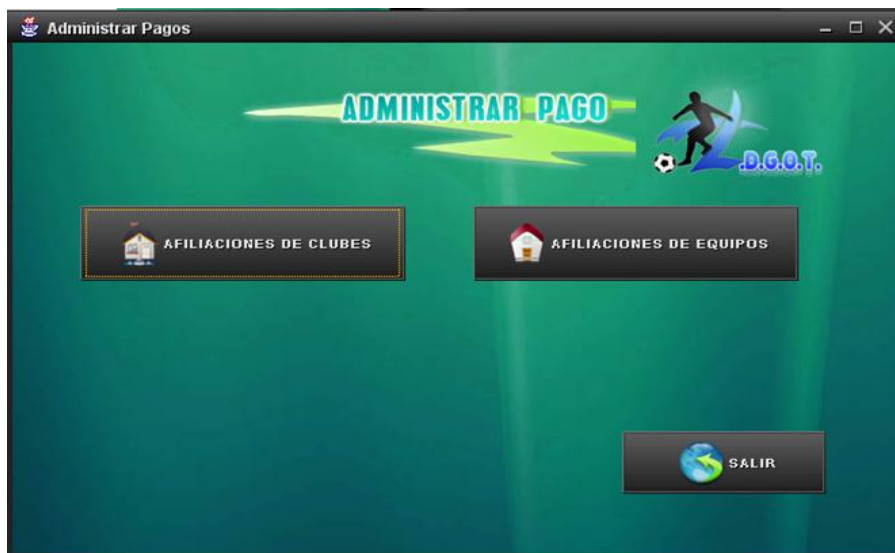 Administrar Pagos
ADMINISTRAR PAGO
.D.G.O.T.
AFILIACIONES DE CLUBES
AFILIACIONES DE EQUIPOS
SALIR